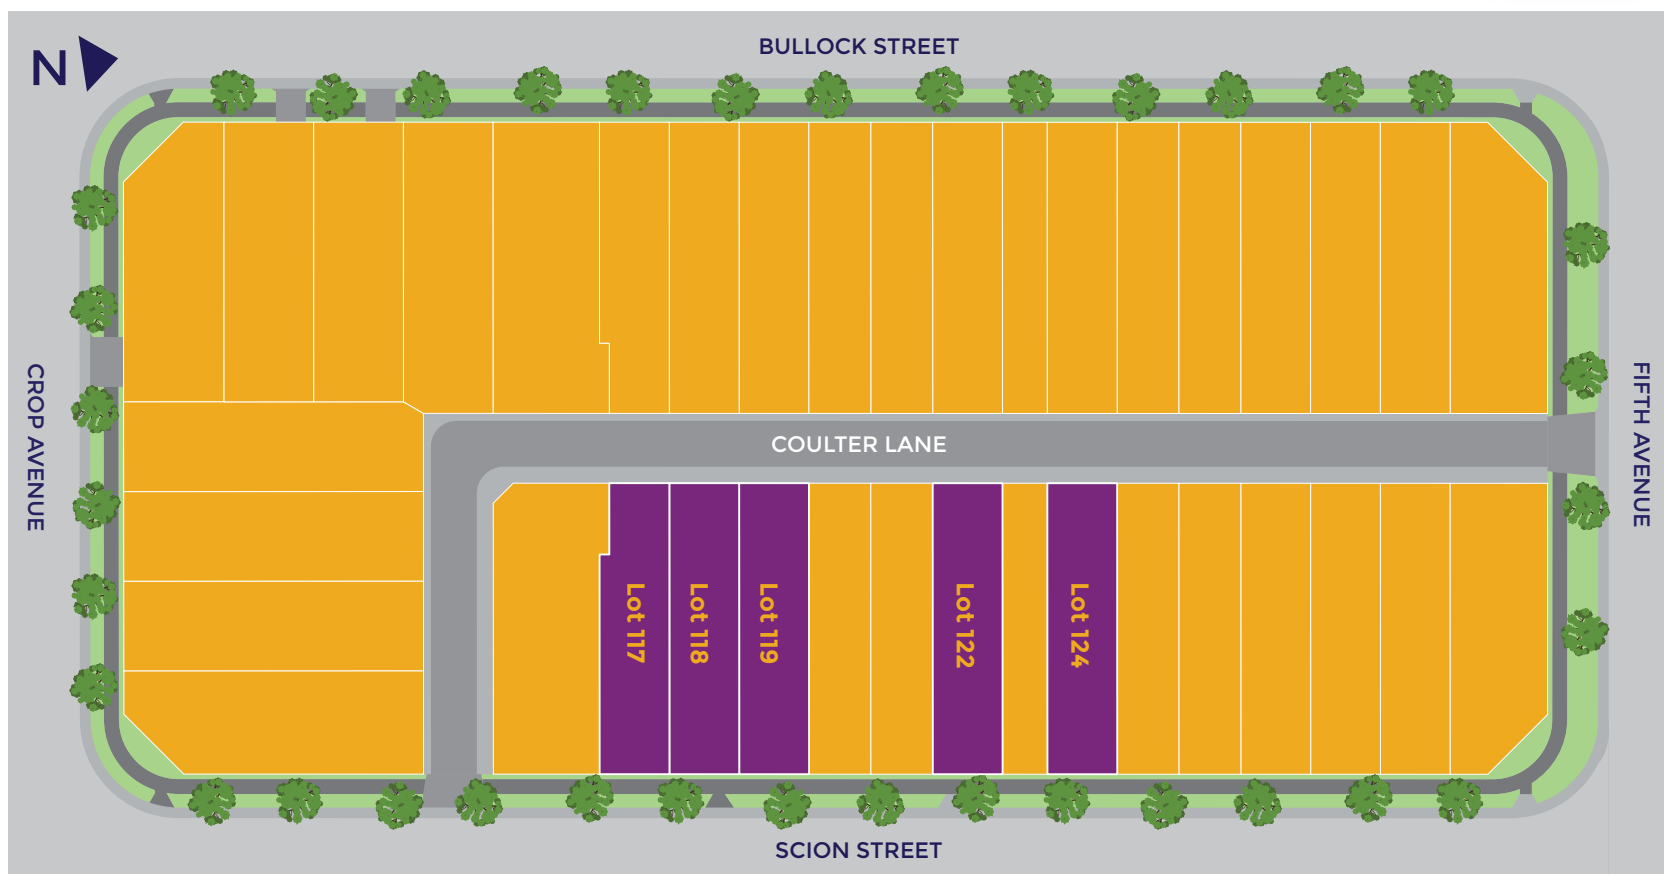 N
BULLOCK STREET
CROP AVENUE
COULTER LANE
FIFTH AVENUE
Lot 117
Lot 118
Lot 119
Lot 122
Lot 124
SCION STREET